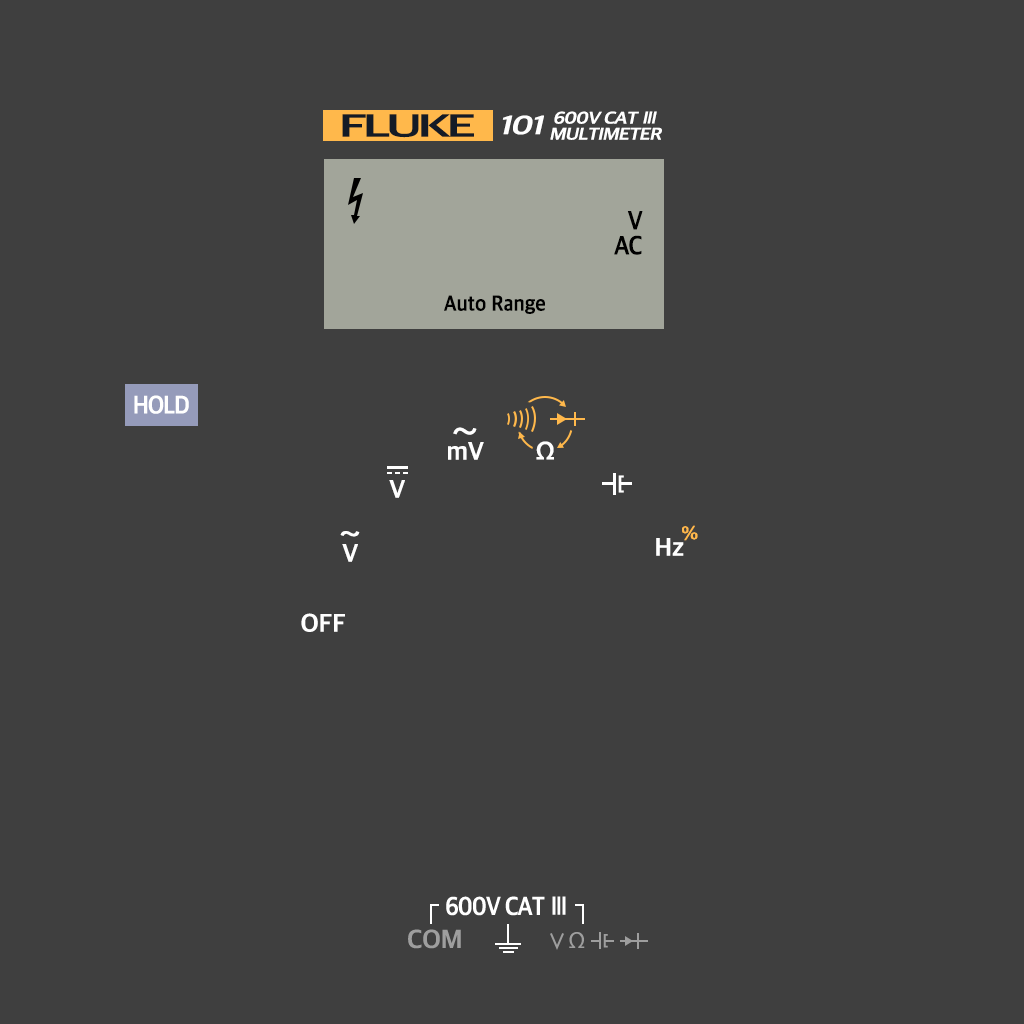 FLUKE 101 600V CAT III
MULTIMETER
V
AC
Auto Range
HOLD
mV
Ω
V
V
Hz%
OFF
600V CAT III
COM
V Ω